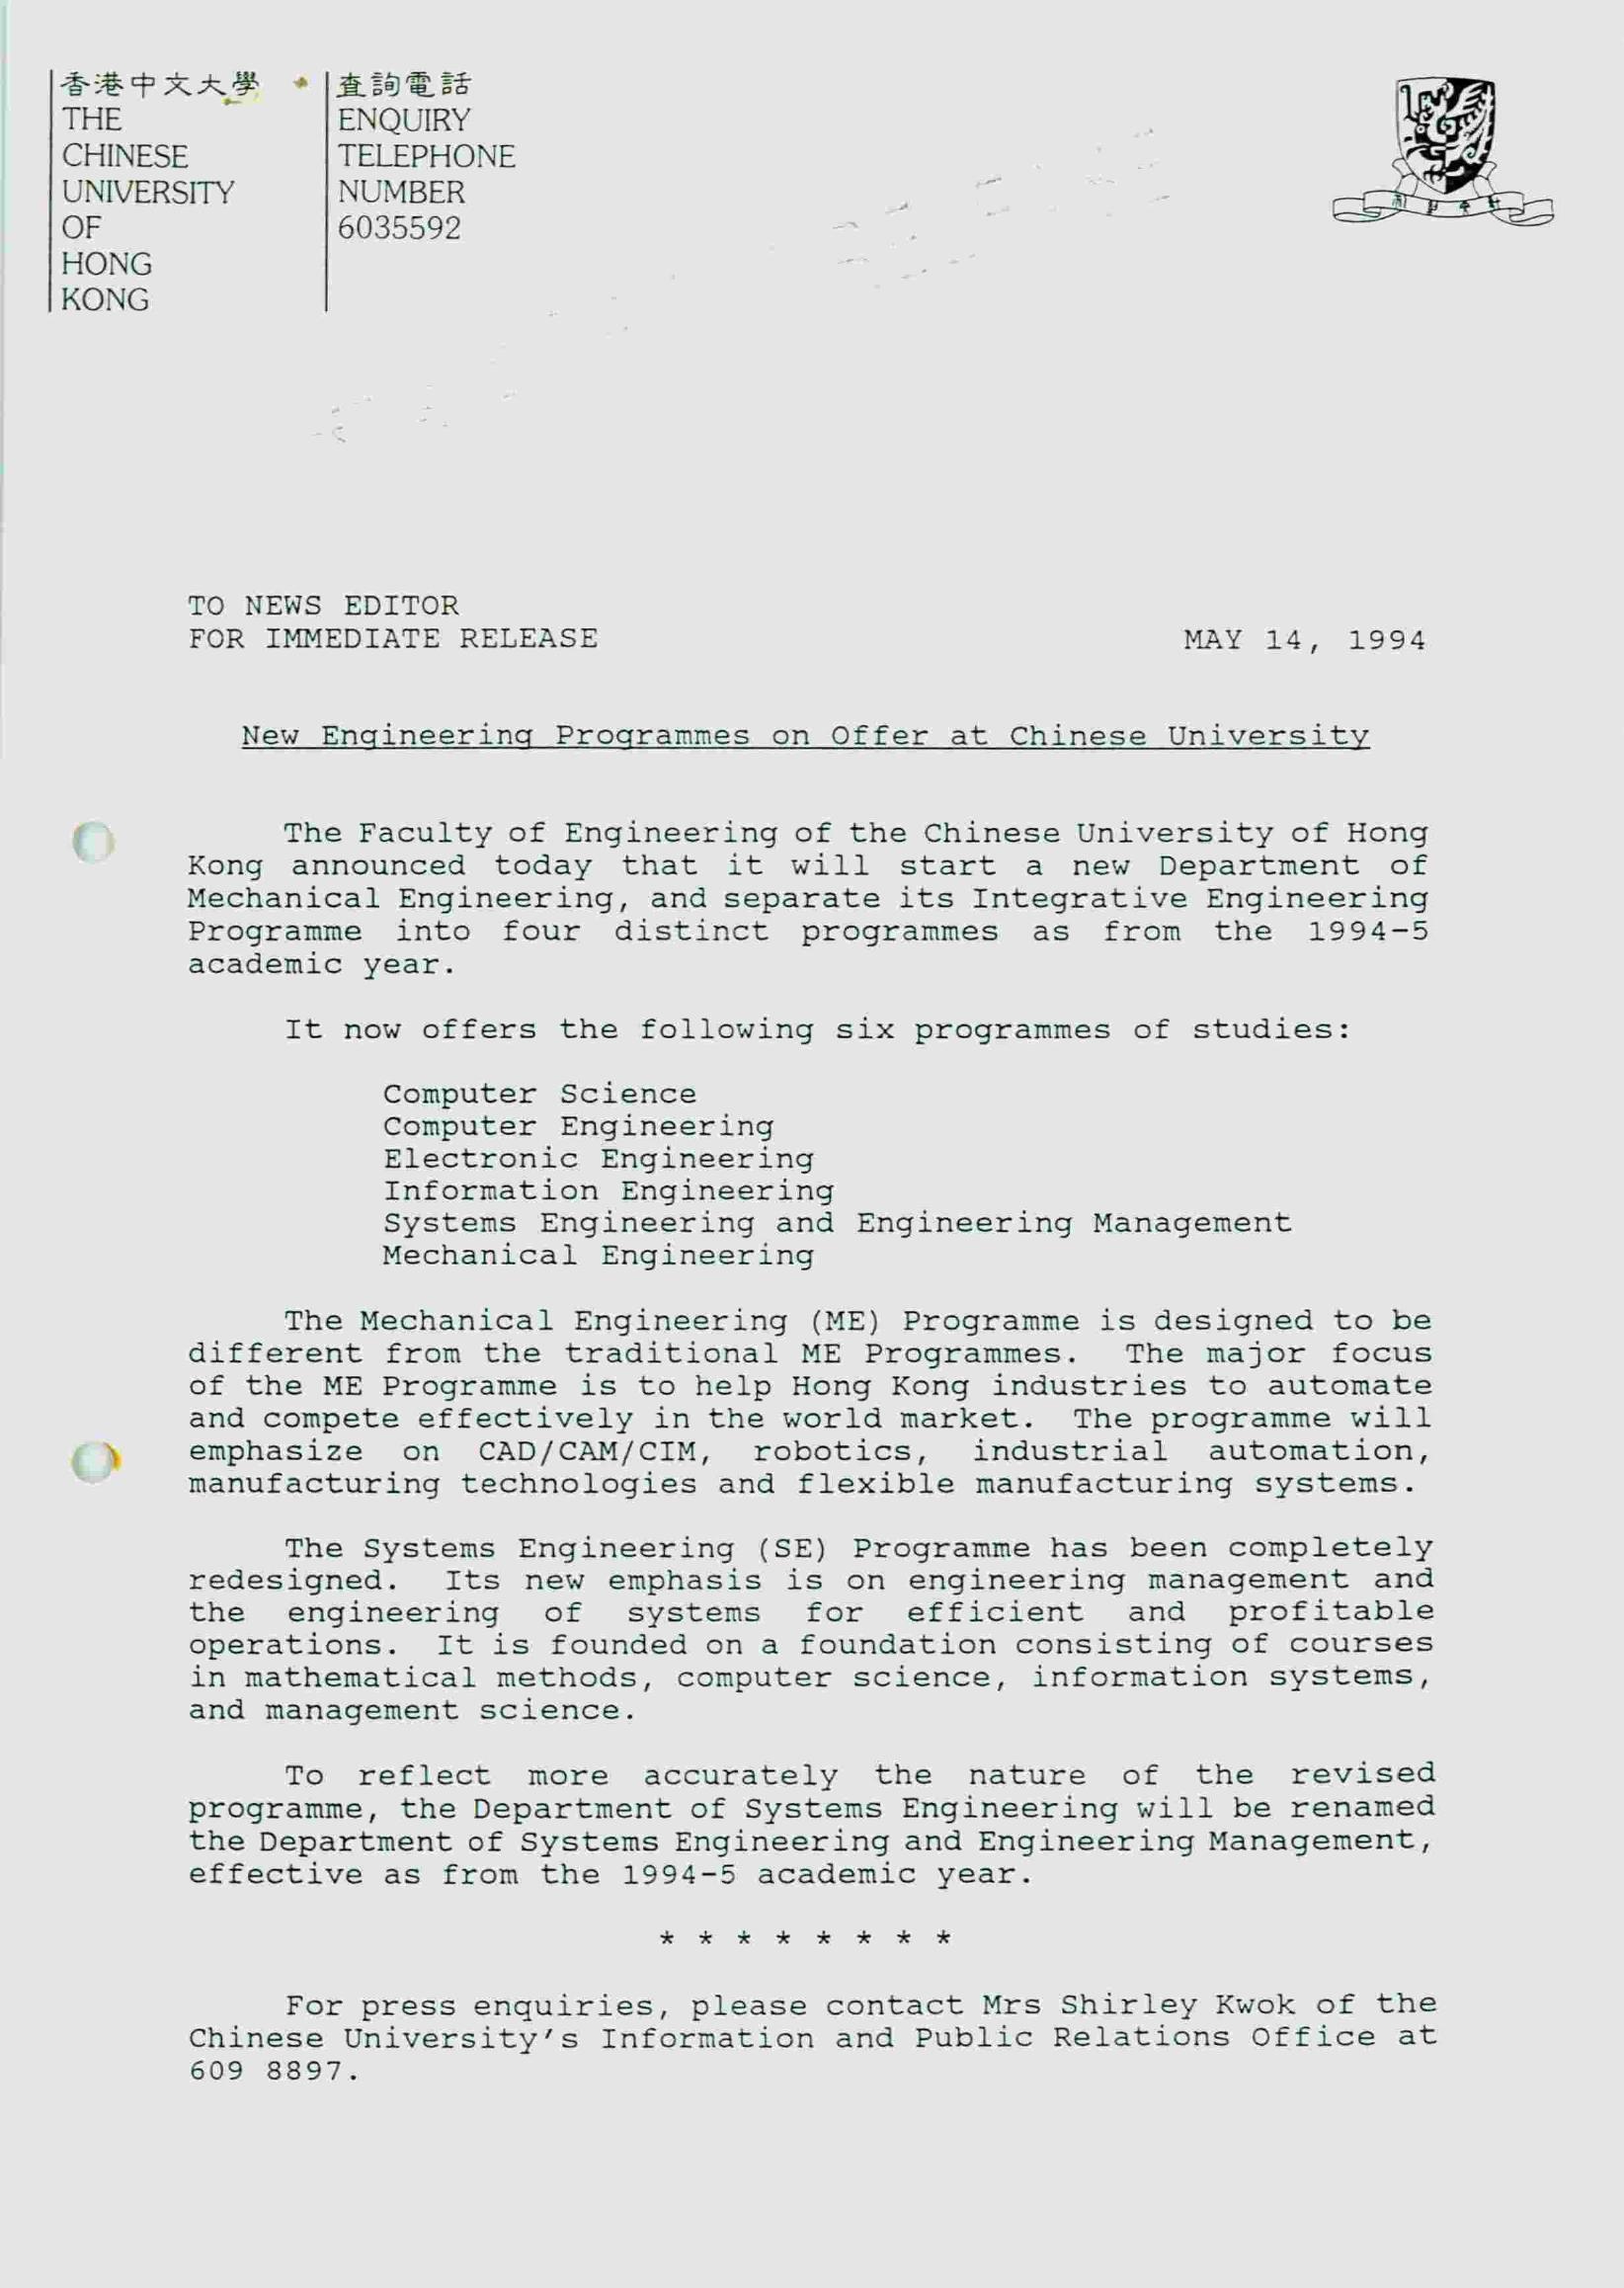 香港中文大學
THE
CHINESE
UNIVERSITY
OF
HONG
KONG
查詢電話
ENQUIRY
TELEPHONE
NUMBER
6035592
TO NEWS EDITOR
FOR IMMEDIATE RELEASE MAY 14, 1994
New Engineering Programmes on Offer at Chinese University
The Faculty of Engineering of the Chinese University of Hong
Kong announced today that it will start a new Department of
Mechanical Engineering, and separate its Integrative Engineering
Programme into four distinct programmes as from the 1994-5
academic year.
It now offers the following six programmes of studies:
Computer Science
Computer Engineering
Electronic Engineering
Information Engineering
Systems Engineering and Engineering Management
Mechanical Engineering
The Mechanical Engineering (ME) Programme is designed to be
different from the traditional ME Programmes. The major focus
of the ME Programme is to help Hong Kong industries to automate
and compete effectively in the world market. The programme will
emphasize on CAD/CAM/CIM, robotics, industrial automation,
manufacturing technologies and flexible manufacturing systems.
The Systems Engineering (SE) Programme has been completely
redesigned. Its new emphasis is on engineering management and
the engineering of systems for efficient and profitable
operations. It is founded on a foundation consisting of courses
in mathematical methods, computer science, information systems,
and management science.
To reflect more accurately the nature of the revised
programme, the Department of Systems Engineering will be renamed
the Department of Systems Engineering and Engineering Management,
effective as from the 1994-5 academic year.
* * * * * * * *
For press enquiries, please contact Mrs Shirley Kwok of the
Chinese University's Information and Public Relations Office at
609 8897.